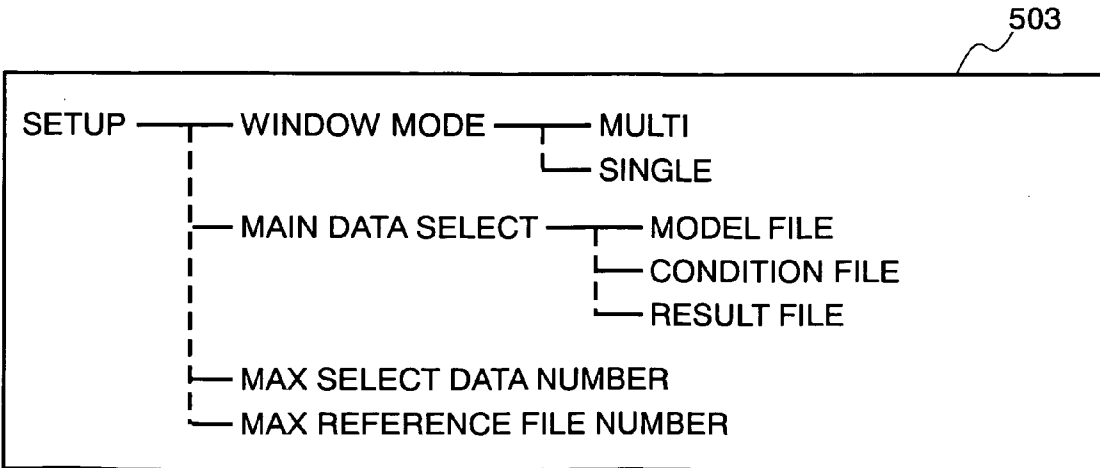 503
SETUP WINDOW MODE MULTI
SINGLE
MAIN DATA SELECT MODEL FILE
CONDITION FILE
RESULT FILE
MAX SELECT DATA NUMBER
MAX REFERENCE FILE NUMBER